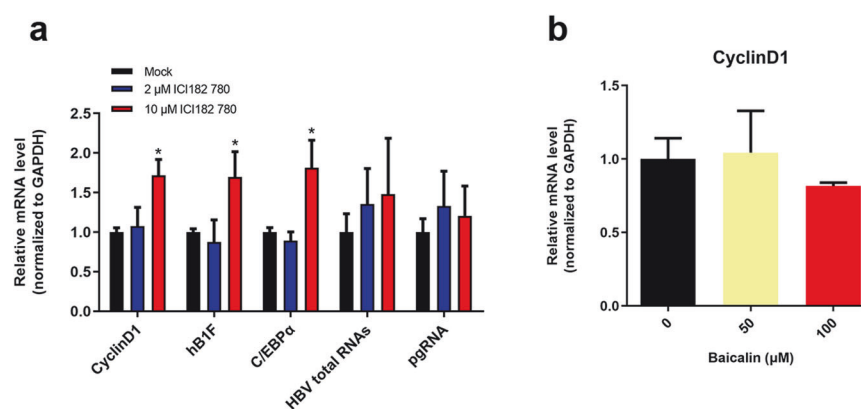 a
Mock
2 μM ICI182 780
10 μM ICI182 780
Relative mRNA level
(normalized to GAPDH)
2.5
2.0
1.5
1.0
0.5
0.0
*
*
*
CyclinD1
hB1F
C/EBPα
HBV total RNAs
pgRNA
b
CyclinD1
Relative mRNA level
(normalized to GAPDH)
1.5
1.0
0.5
0.0
0
50
100
Baicalin (μM)